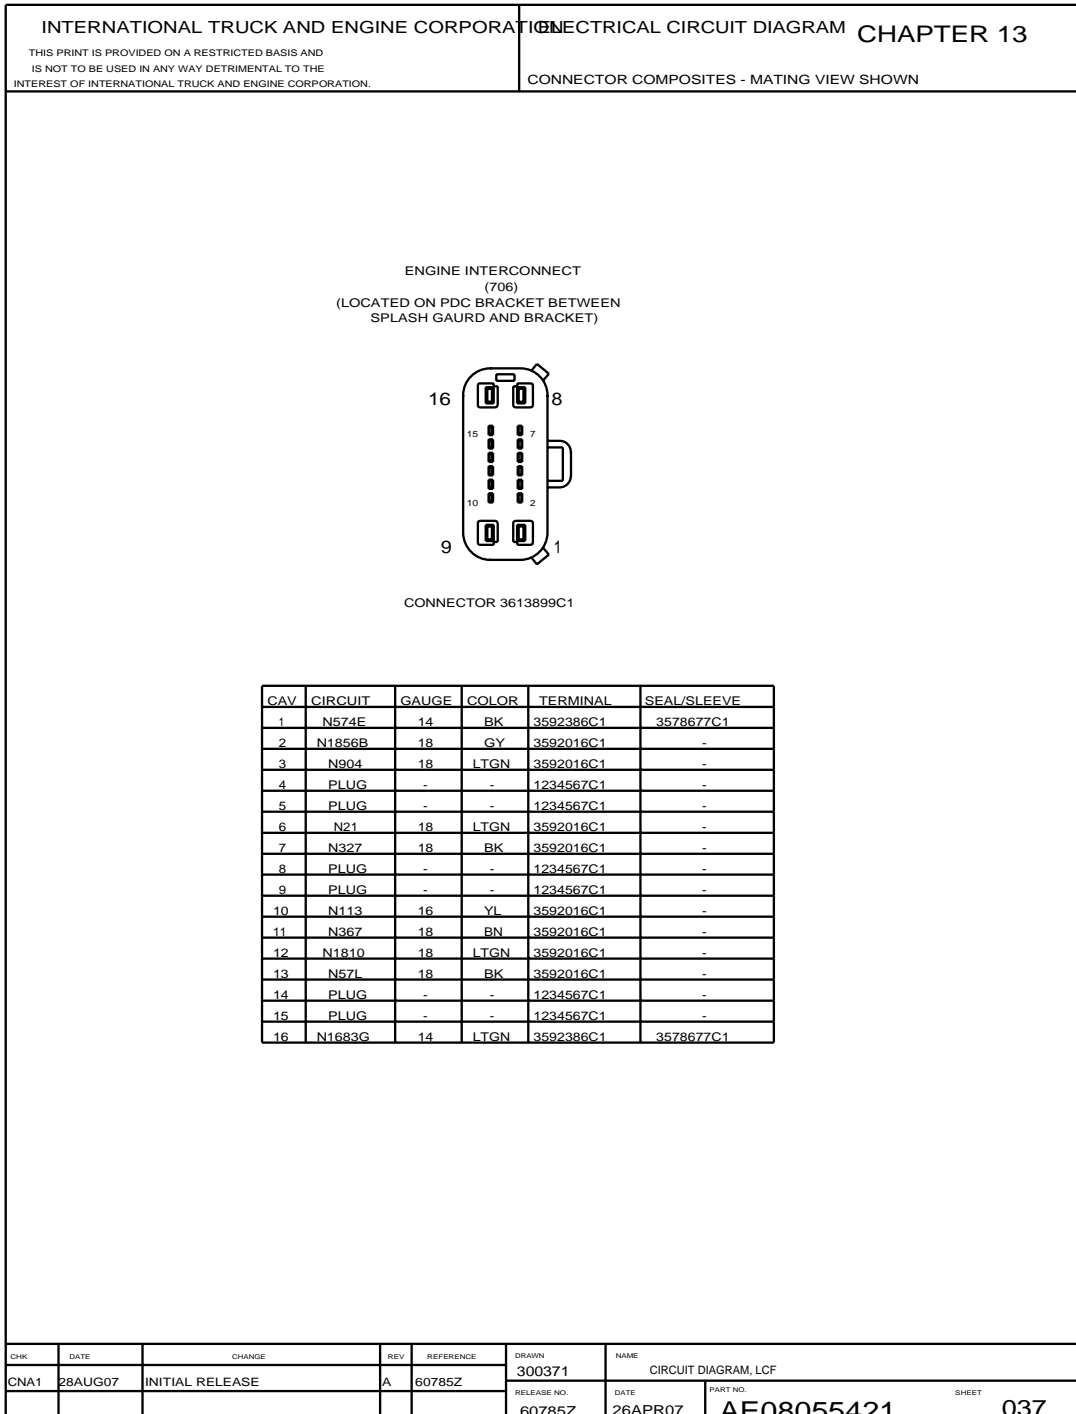 INTERNATIONAL TRUCK AND ENGINE CORPORATION
THIS PRINT IS PROVIDED ON A RESTRICTED BASIS AND
IS NOT TO BE USED IN ANY WAY DETRIMENTAL TO THE
INTEREST OF INTERNATIONAL TRUCK AND ENGINE CORPORATION.
ELECTRICAL CIRCUIT DIAGRAM
CHAPTER 13
CONNECTOR COMPOSITES - MATING VIEW SHOWN
ENGINE INTERCONNECT
(706)
(LOCATED ON PDC BRACKET BETWEEN
SPLASH GAURD AND BRACKET)
16 8
15 7
10 2
9 1
CONNECTOR 3613899C1
CAV CIRCUIT GAUGE COLOR TERMINAL SEAL/SLEEVE
1 N574E 14 BK 3592386C1 3578677C1
2 N1856B 18 GY 3592016C1 -
3 N904 18 LTGN 3592016C1 -
4 PLUG - - 1234567C1 -
5 PLUG - - 1234567C1 -
6 N21 18 LTGN 3592016C1 -
7 N327 18 BK 3592016C1 -
8 PLUG - - 1234567C1 -
9 PLUG - - 1234567C1 -
10 N113 16 YL 3592016C1 -
11 N367 18 BN 3592016C1 -
12 N1810 18 LTGN 3592016C1 -
13 N57L 18 BK 3592016C1 -
14 PLUG - - 1234567C1 -
15 PLUG - - 1234567C1 -
16 N1683G 14 LTGN 3592386C1 3578677C1
CHK DATE CHANGE REV REFERENCE
CNA1 28AUG07 INITIAL RELEASE A 60785Z
DRAWN
300371
NAME
CIRCUIT DIAGRAM, LCF
RELEASE NO.
60785Z
DATE
26APR07
PART NO.
AE08055421
SHEET
037